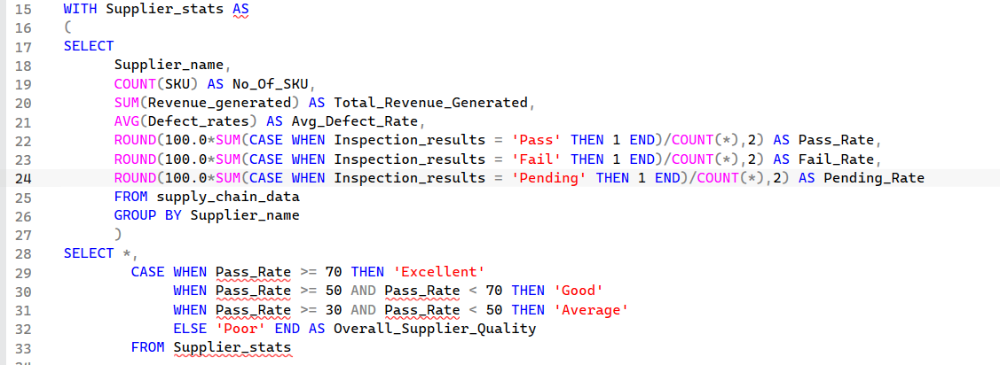 15 WITH Supplier_stats AS
16 (
17 SELECT
18 Supplier_name,
19 COUNT(SKU) AS No_Of_SKU,
20 SUM(Revenue_generated) AS Total_Revenue_Generated,
21 AVG(Defect_rates) AS Avg_Defect_Rate,
22 ROUND(100.0*SUM(CASE WHEN Inspection_results = 'Pass' THEN 1 END)/COUNT(*),2) AS Pass_Rate,
23 ROUND(100.0*SUM(CASE WHEN Inspection_results = 'Fail' THEN 1 END)/COUNT(*),2) AS Fail_Rate,
24 ROUND(100.0*SUM(CASE WHEN Inspection_results = 'Pending' THEN 1 END)/COUNT(*),2) AS Pending_Rate
25 FROM supply_chain_data
26 GROUP BY Supplier_name
27 )
28 SELECT *,
29 CASE WHEN Pass_Rate >= 70 THEN 'Excellent'
30 WHEN Pass_Rate >= 50 AND Pass_Rate < 70 THEN 'Good'
31 WHEN Pass_Rate >= 30 AND Pass_Rate < 50 THEN 'Average'
32 ELSE 'Poor' END AS Overall_Supplier_Quality
33 FROM Supplier_stats